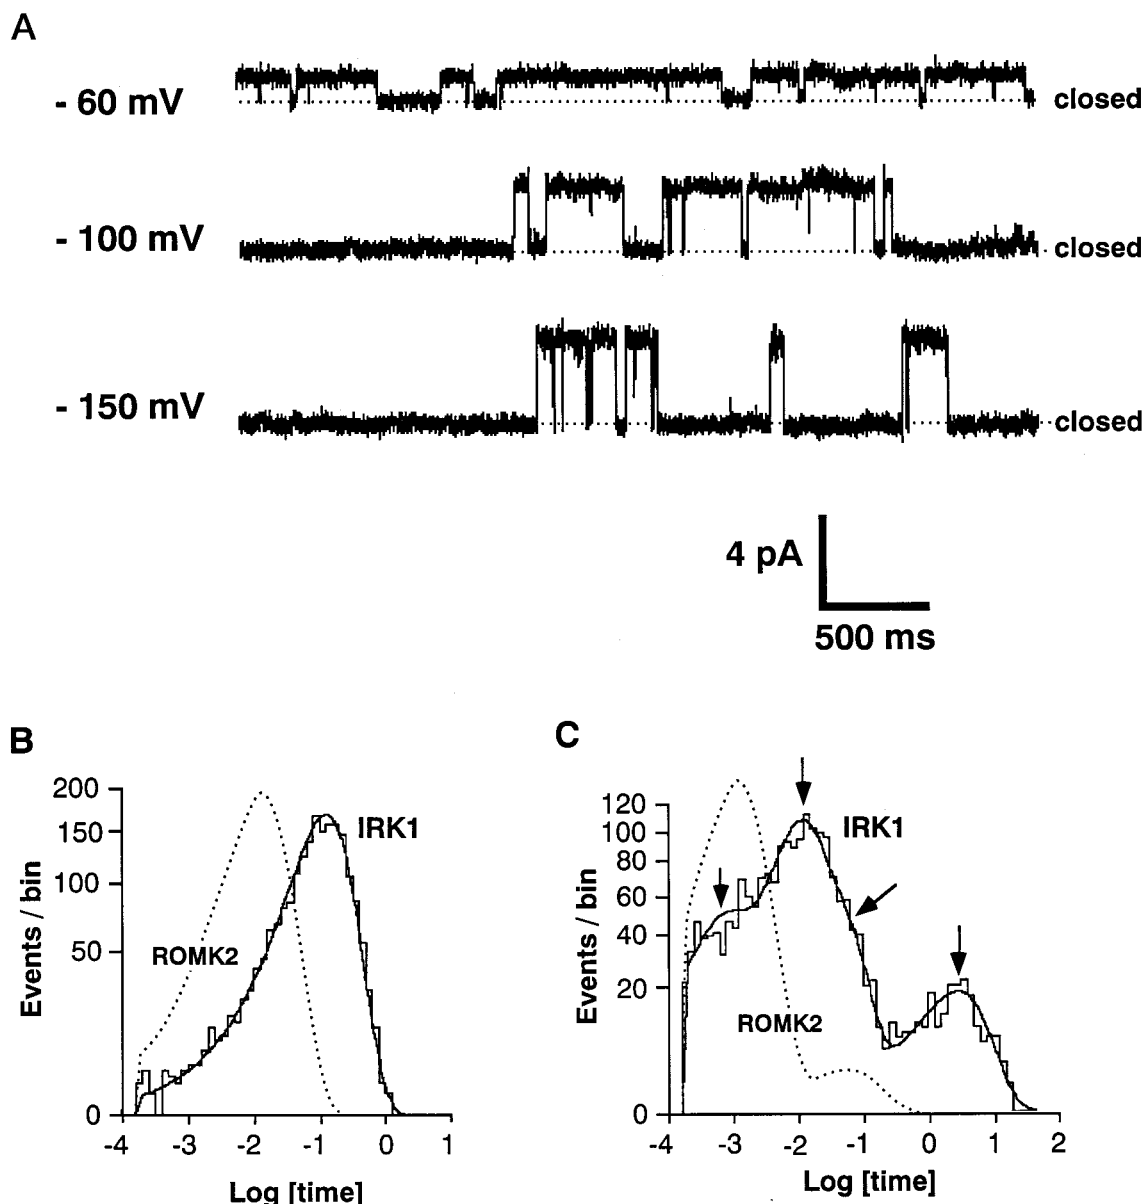 A
- 60 mV
closed
- 100 mV
closed
- 150 mV
closed
4 pA
500 ms
B
C
200
150
100
50
0
Events / bin
IRK1
ROMK2
-4
-3
-2
-1
0
1
Log [time]
120
100
80
60
40
20
0
Events / bin
IRK1
ROMK2
-4
-3
-2
-1
0
1
2
Log [time]